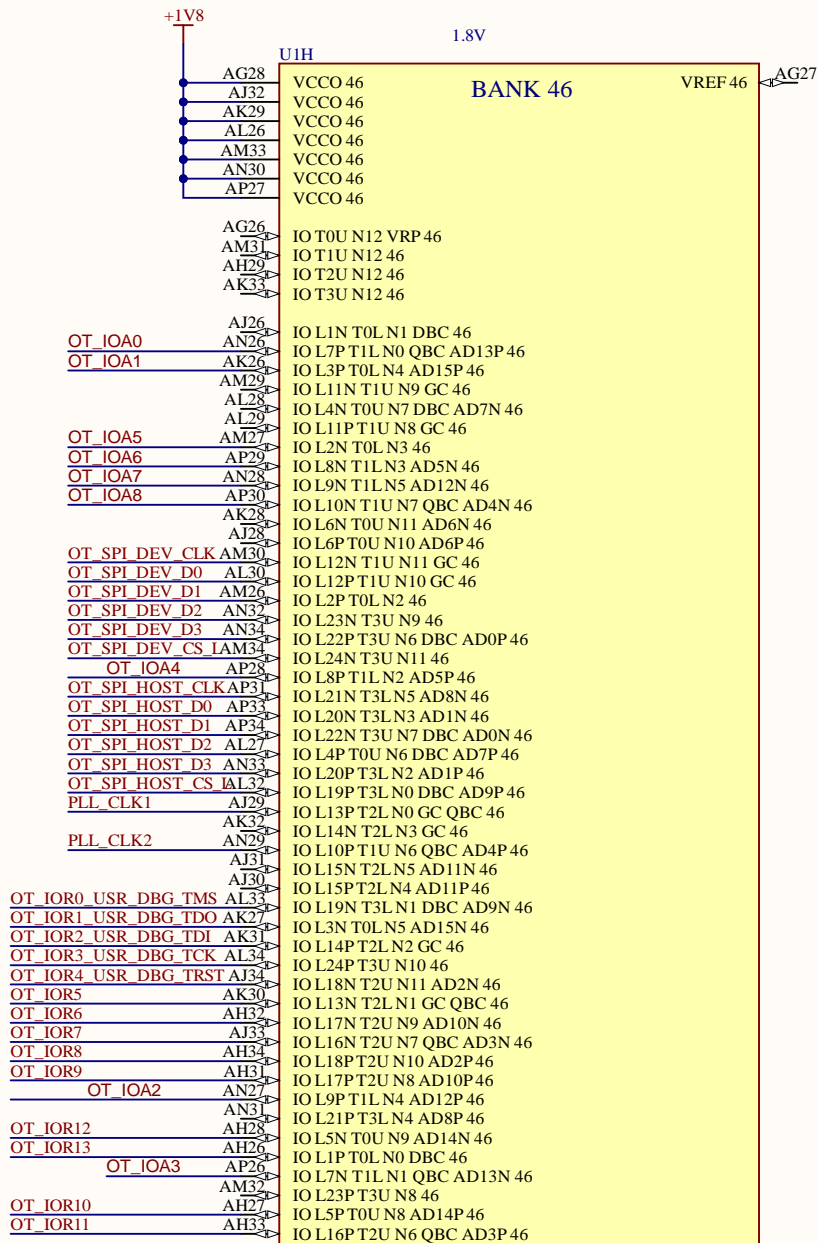 +1V8
1.8V
U1H
BANK 46
AG28 VCCO 46 VREF 46 AG27
AJ32 VCCO 46
AK29 VCCO 46
AL26 VCCO 46
AM33 VCCO 46
AN30 VCCO 46
AP27 VCCO 46
AG26 IO T0U N12 VRP 46
AM31 IO T1U N12 46
AH29 IO T2U N12 46
AK33 IO T3U N12 46
AJ26 IO L1N T0L N1 DBC 46
OT_IOA0 AN26 IO L7P T1L N0 QBC AD13P 46
OT_IOA1 AK26 IO L3P T0L N4 AD15P 46
AM29 IO L11N T1U N9 GC 46
AL28 IO L4N T0U N7 DBC AD7N 46
AL29 IO L11P T1U N8 GC 46
OT_IOA5 AM27 IO L2N T0L N3 46
OT_IOA6 AP29 IO L8N T1L N3 AD5N 46
OT_IOA7 AN28 IO L9N T1L N5 AD12N 46
OT_IOA8 AP30 IO L10N T1U N7 QBC AD4N 46
AK28 IO L6N T0U N11 AD6N 46
AJ28 IO L6P T0U N10 AD6P 46
OT_SPI_DEV_CLK AM30 IO L12N T1U N11 GC 46
OT_SPI_DEV_D0 AL30 IO L12P T1U N10 GC 46
OT_SPI_DEV_D1 AM26 IO L2P T0L N2 46
OT_SPI_DEV_D2 AN32 IO L23N T3U N9 46
OT_SPI_DEV_D3 AN34 IO L22P T3U N6 DBC AD0P 46
OT_SPI_DEV_CS_L AM34 IO L24N T3U N11 46
OT_IOA4 AP28 IO L8P T1L N2 AD5P 46
OT_SPI_HOST_CLK AP31 IO L21N T3L N5 AD8N 46
OT_SPI_HOST_D0 AP33 IO L20N T3L N3 AD1N 46
OT_SPI_HOST_D1 AP34 IO L22N T3U N7 DBC AD0N 46
OT_SPI_HOST_D2 AL27 IO L4P T0U N6 DBC AD7P 46
OT_SPI_HOST_D3 AN33 IO L20P T3L N2 AD1P 46
OT_SPI_HOST_CS_L AL32 IO L19P T3L N0 DBC AD9P 46
PLL_CLK1 AJ29 IO L13P T2L N0 GC QBC 46
AK32 IO L14N T2L N3 GC 46
PLL_CLK2 AN29 IO L10P T1U N6 QBC AD4P 46
AJ31 IO L15N T2L N5 AD11N 46
AJ30 IO L15P T2L N4 AD11P 46
OT_IOR0_USR_DBG_TMS AL33 IO L19N T3L N1 DBC AD9N 46
OT_IOR1_USR_DBG_TDO AK27 IO L3N T0L N5 AD15N 46
OT_IOR2_USR_DBG_TDI AK31 IO L14P T2L N2 GC 46
OT_IOR3_USR_DBG_TCK AL34 IO L24P T3U N10 46
OT_IOR4_USR_DBG_TRST AJ34 IO L18N T2U N11 AD2N 46
OT_IOR5 AK30 IO L13N T2L N1 GC QBC 46
OT_IOR6 AH32 IO L17N T2U N9 AD10N 46
OT_IOR7 AJ33 IO L16N T2U N7 QBC AD3N 46
OT_IOR8 AH34 IO L18P T2U N10 AD2P 46
OT_IOR9 AH31 IO L17P T2U N8 AD10P 46
OT_IOA2 AN27 IO L9P T1L N4 AD12P 46
AN31 IO L21P T3L N4 AD8P 46
OT_IOR12 AH28 IO L5N T0U N9 AD14N 46
OT_IOR13 AH26 IO L1P T0L N0 DBC 46
OT_IOA3 AP26 IO L7N T1L N1 QBC AD13N 46
AM32 IO L23P T3U N8 46
OT_IOR10 AH27 IO L5P T0U N8 AD14P 46
OT_IOR11 AH33 IO L16P T2U N6 QBC AD3P 46